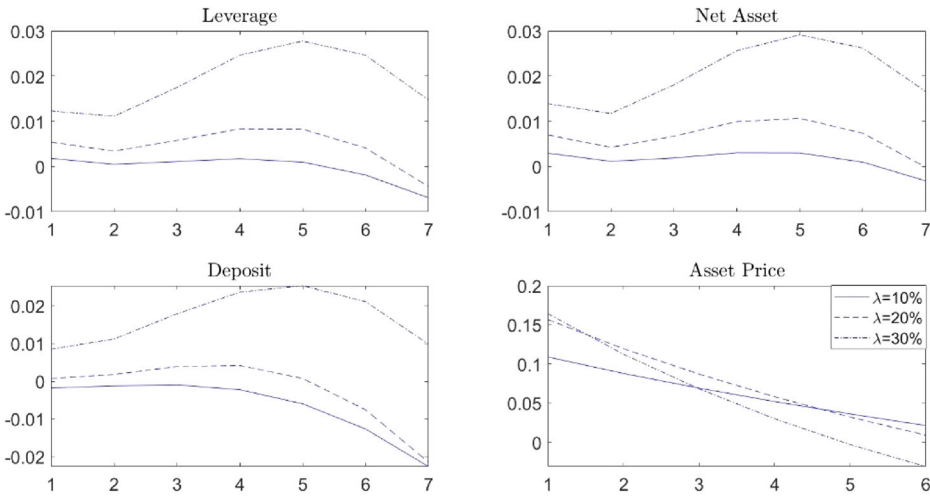 Leverage
0.03
0.02
0.01
0
-0.01
1 2 3 4 5 6 7
Net Asset
0.03
0.02
0.01
0
-0.01
1 2 3 4 5 6 7
Deposit
0.02
0.01
0
-0.01
-0.02
1 2 3 4 5 6 7
Asset Price
0.2
0.15
0.1
0.05
0
1 2 3 4 5 6
λ=10%
λ=20%
λ=30%